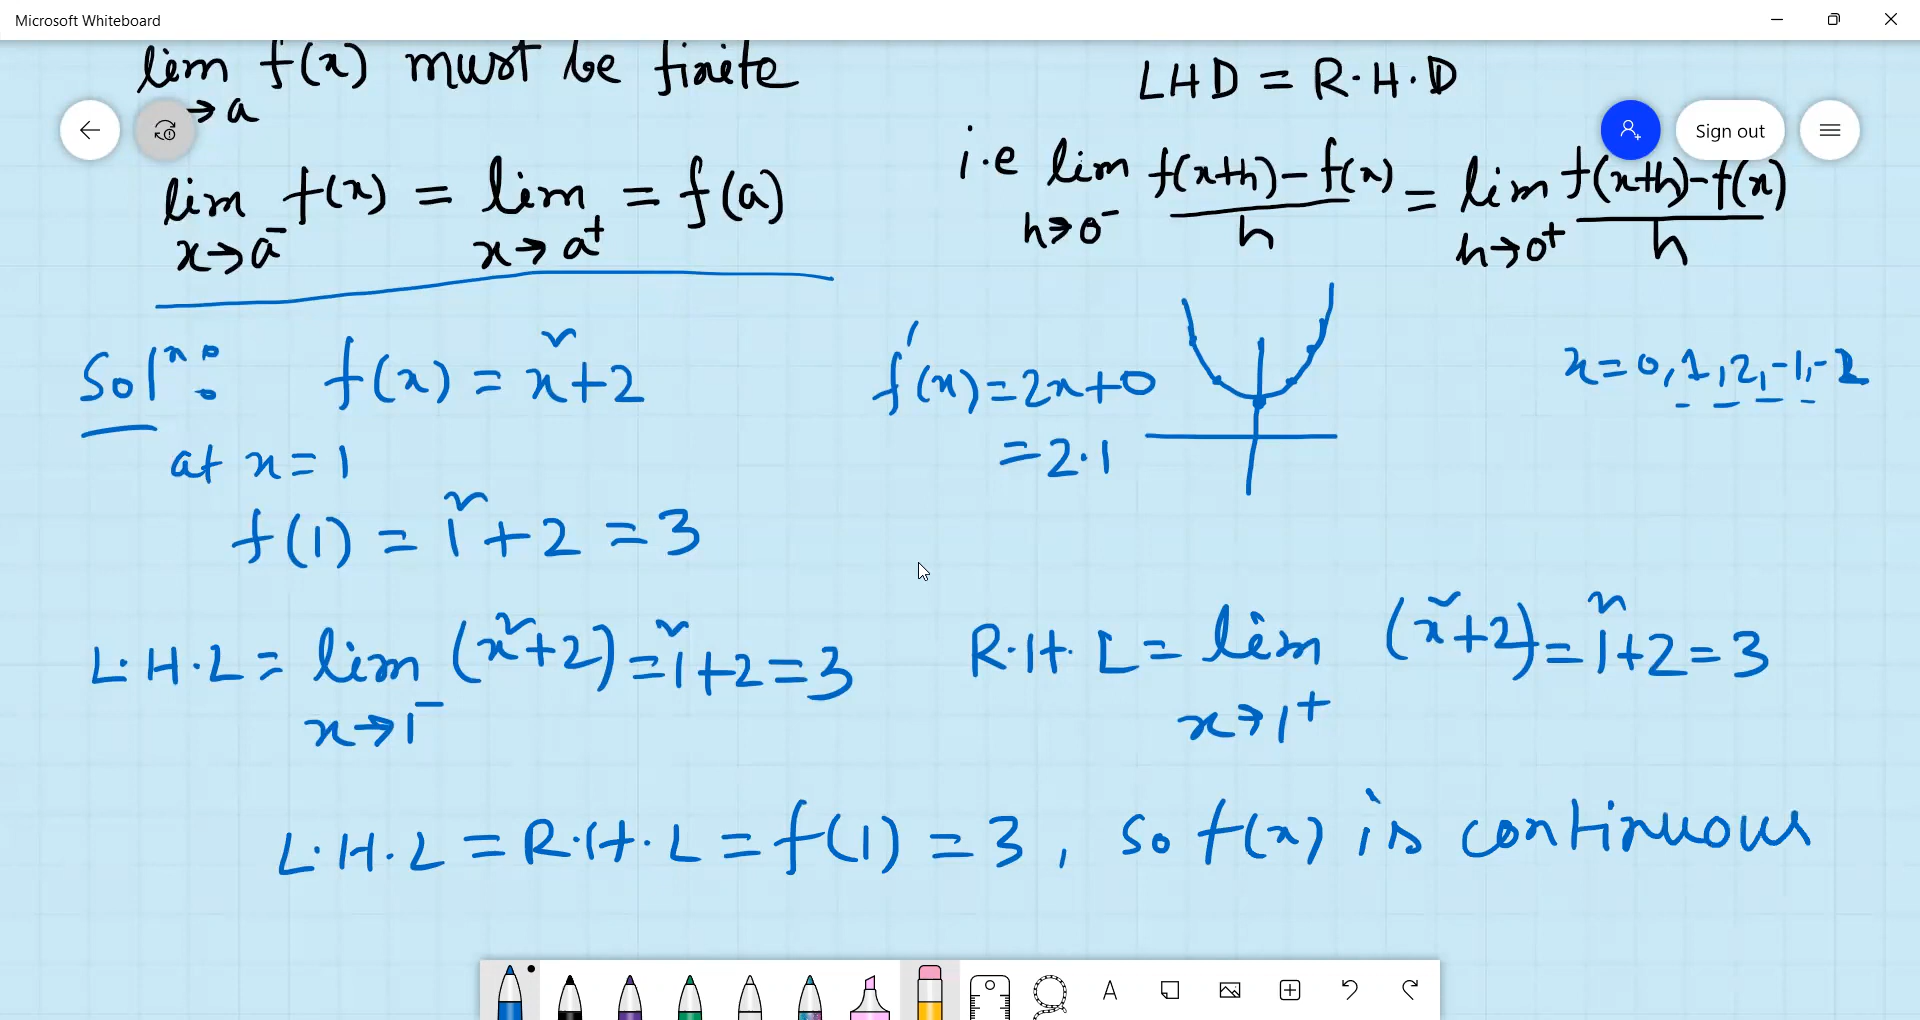 Microsoft Whiteboard
lim f(x) must be finite
→a
lim f(x) = lim = f(a)
x→a⁻ x→a⁺
LHD = R.H.D
Sign out
i.e lim f(x+h)-f(x) = lim f(x+h)-f(x)
h→0⁻ h h→0⁺ h
Solⁿ: f(x) = x²+2
at x=1
f(1) = 1²+2 = 3
f'(x)=2x+0
=2.1
x=0,1,2,-1,-2
L.H.L = lim (x²+2)=1²+2=3
x→1⁻
R.H.L = lim (x²+2)=1²+2=3
x→1⁺
L.H.L = R.H.L = f(1) = 3, So f(x) is continuous
A